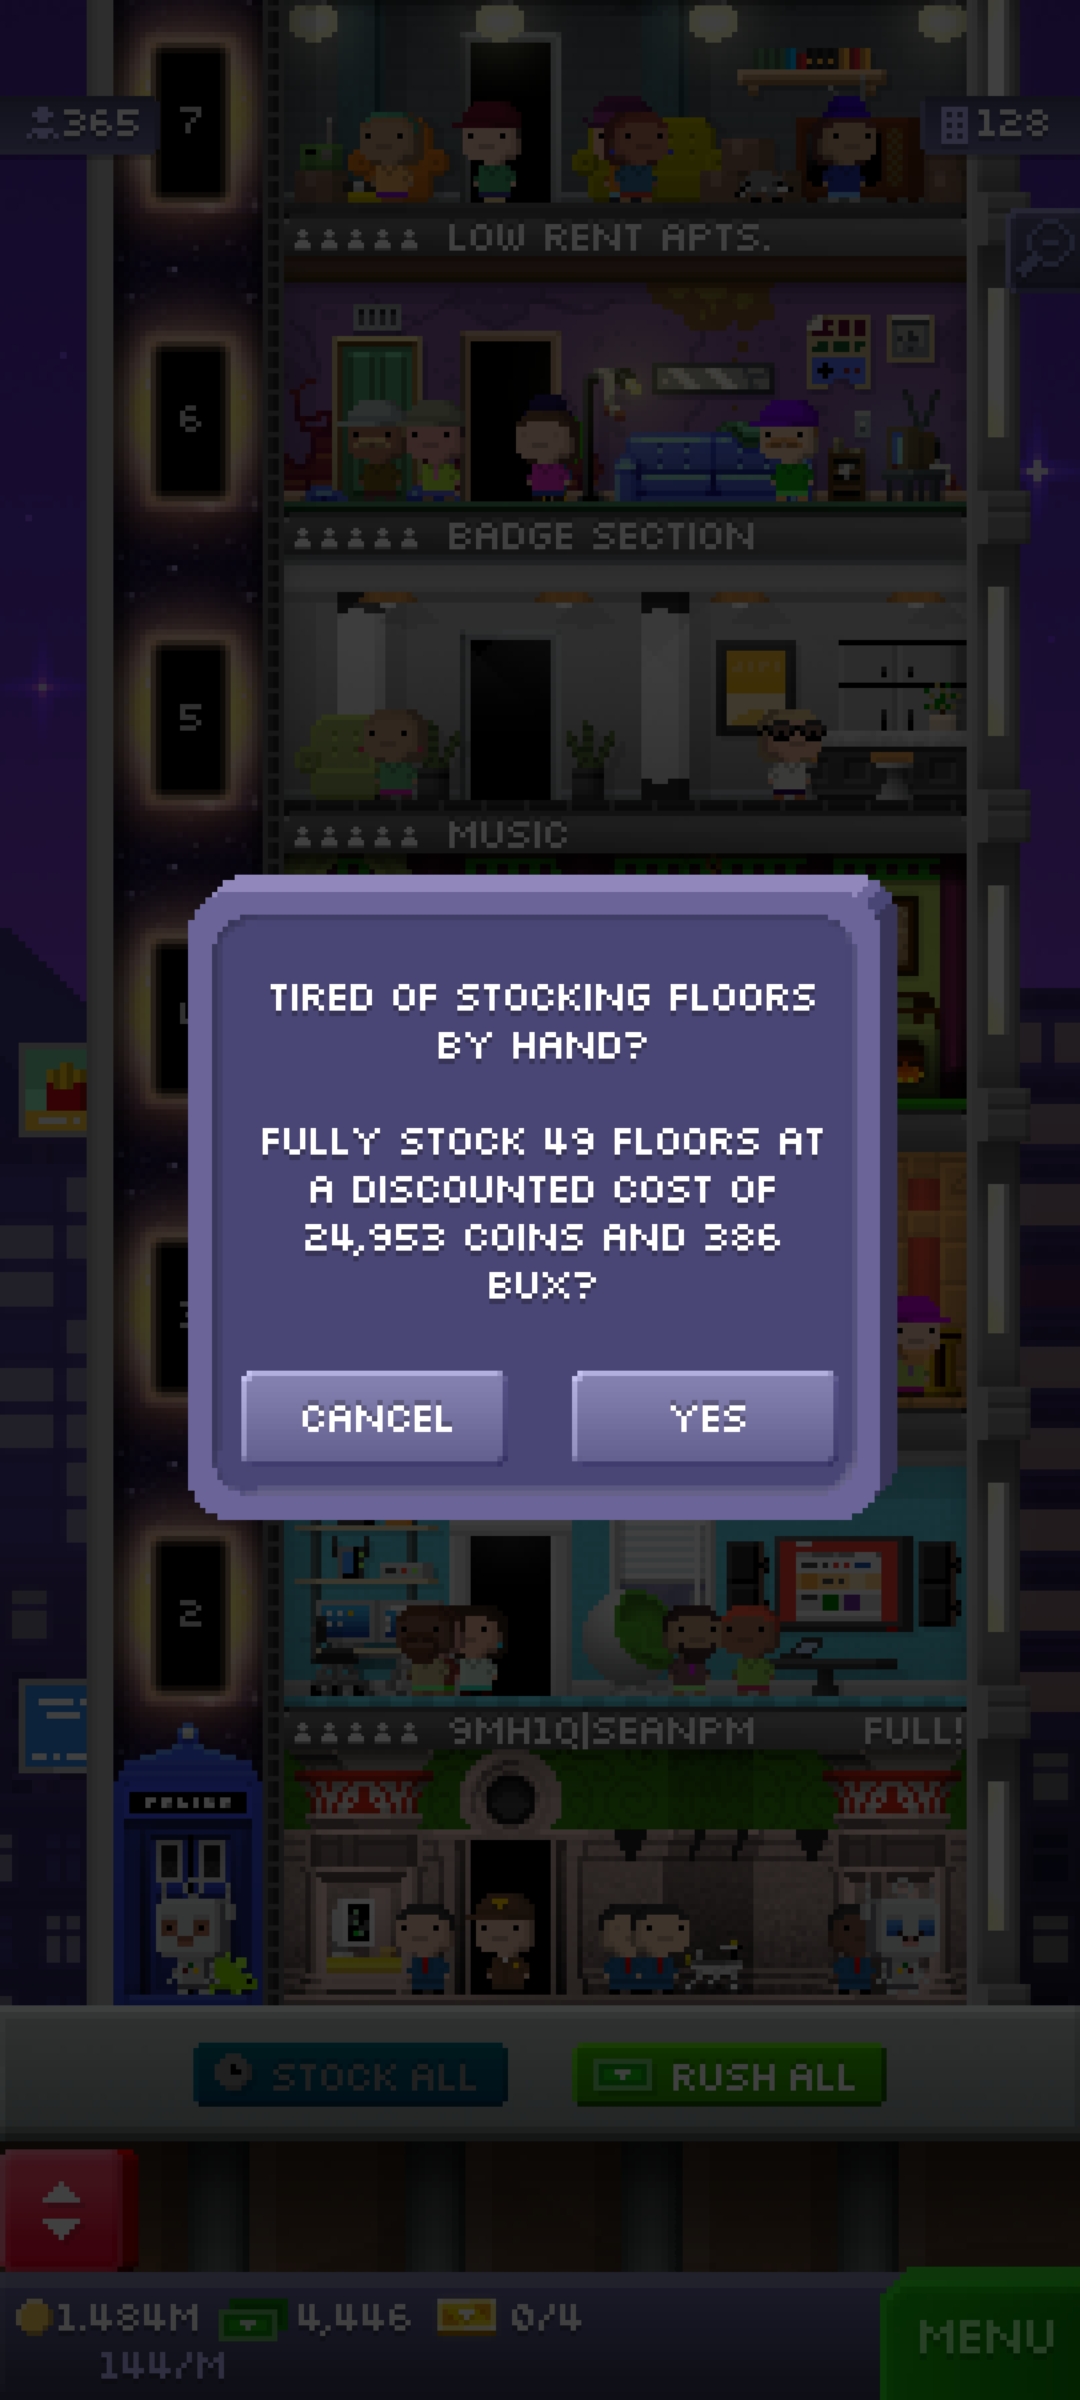 7
365
128
LOW RENT APTS.
6
BADGE SECTION
5
MUSIC
TIRED OF STOCKING FLOORS
BY HAND?
FULLY STOCK 49 FLOORS AT
A DISCOUNTED COST OF
24,953 COINS AND 386
BUX?
CANCEL
YES
2
9MH1Q|SEANPM
FULL!
POLICE
STOCK ALL
RUSH ALL
1.484M
4,446
0/4
144/M
MENU